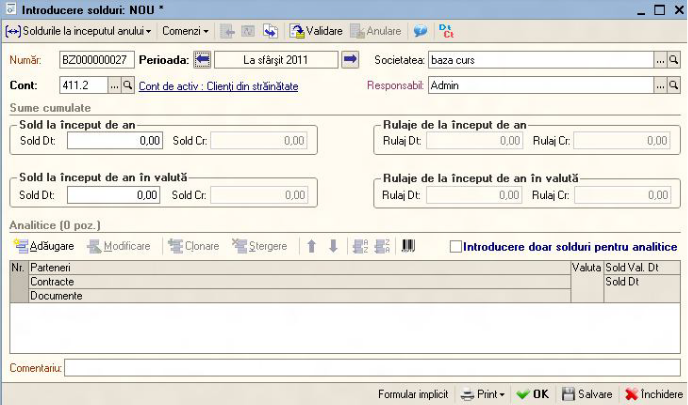 Introducere solduri: NOU *
Soldurile la inceputul anului Comenzi Validare Anulare Dt Ct
Număr: BZ000000027 Perioada: La sfârșit 2011 Societatea: baza curs ...
Cont: 411.2 ... Cont de activ : Clienți din străinătate Responsabil: Admin ...
Sume cumulate
Sold la început de an Rulaje de la început de an
Sold Dt: 0,00 Sold Cr: 0,00 Rulaj Dt: 0,00 Rulaj Cr: 0,00
Sold la început de an în valută Rulaje de la început de an în valută
Sold Dt: 0,00 Sold Cr: 0,00 Rulaj Dt: 0,00 Rulaj Cr: 0,00
Analitice (0 poz.)
Adăugare Modificare Clonare Stergere Introducere doar solduri pentru analitice
Nr. Parteneri Valuta Sold Val. Dt
Contracte Sold Dt
Documente
Comentariu:
Formular implicit Print OK Salvare Închidere